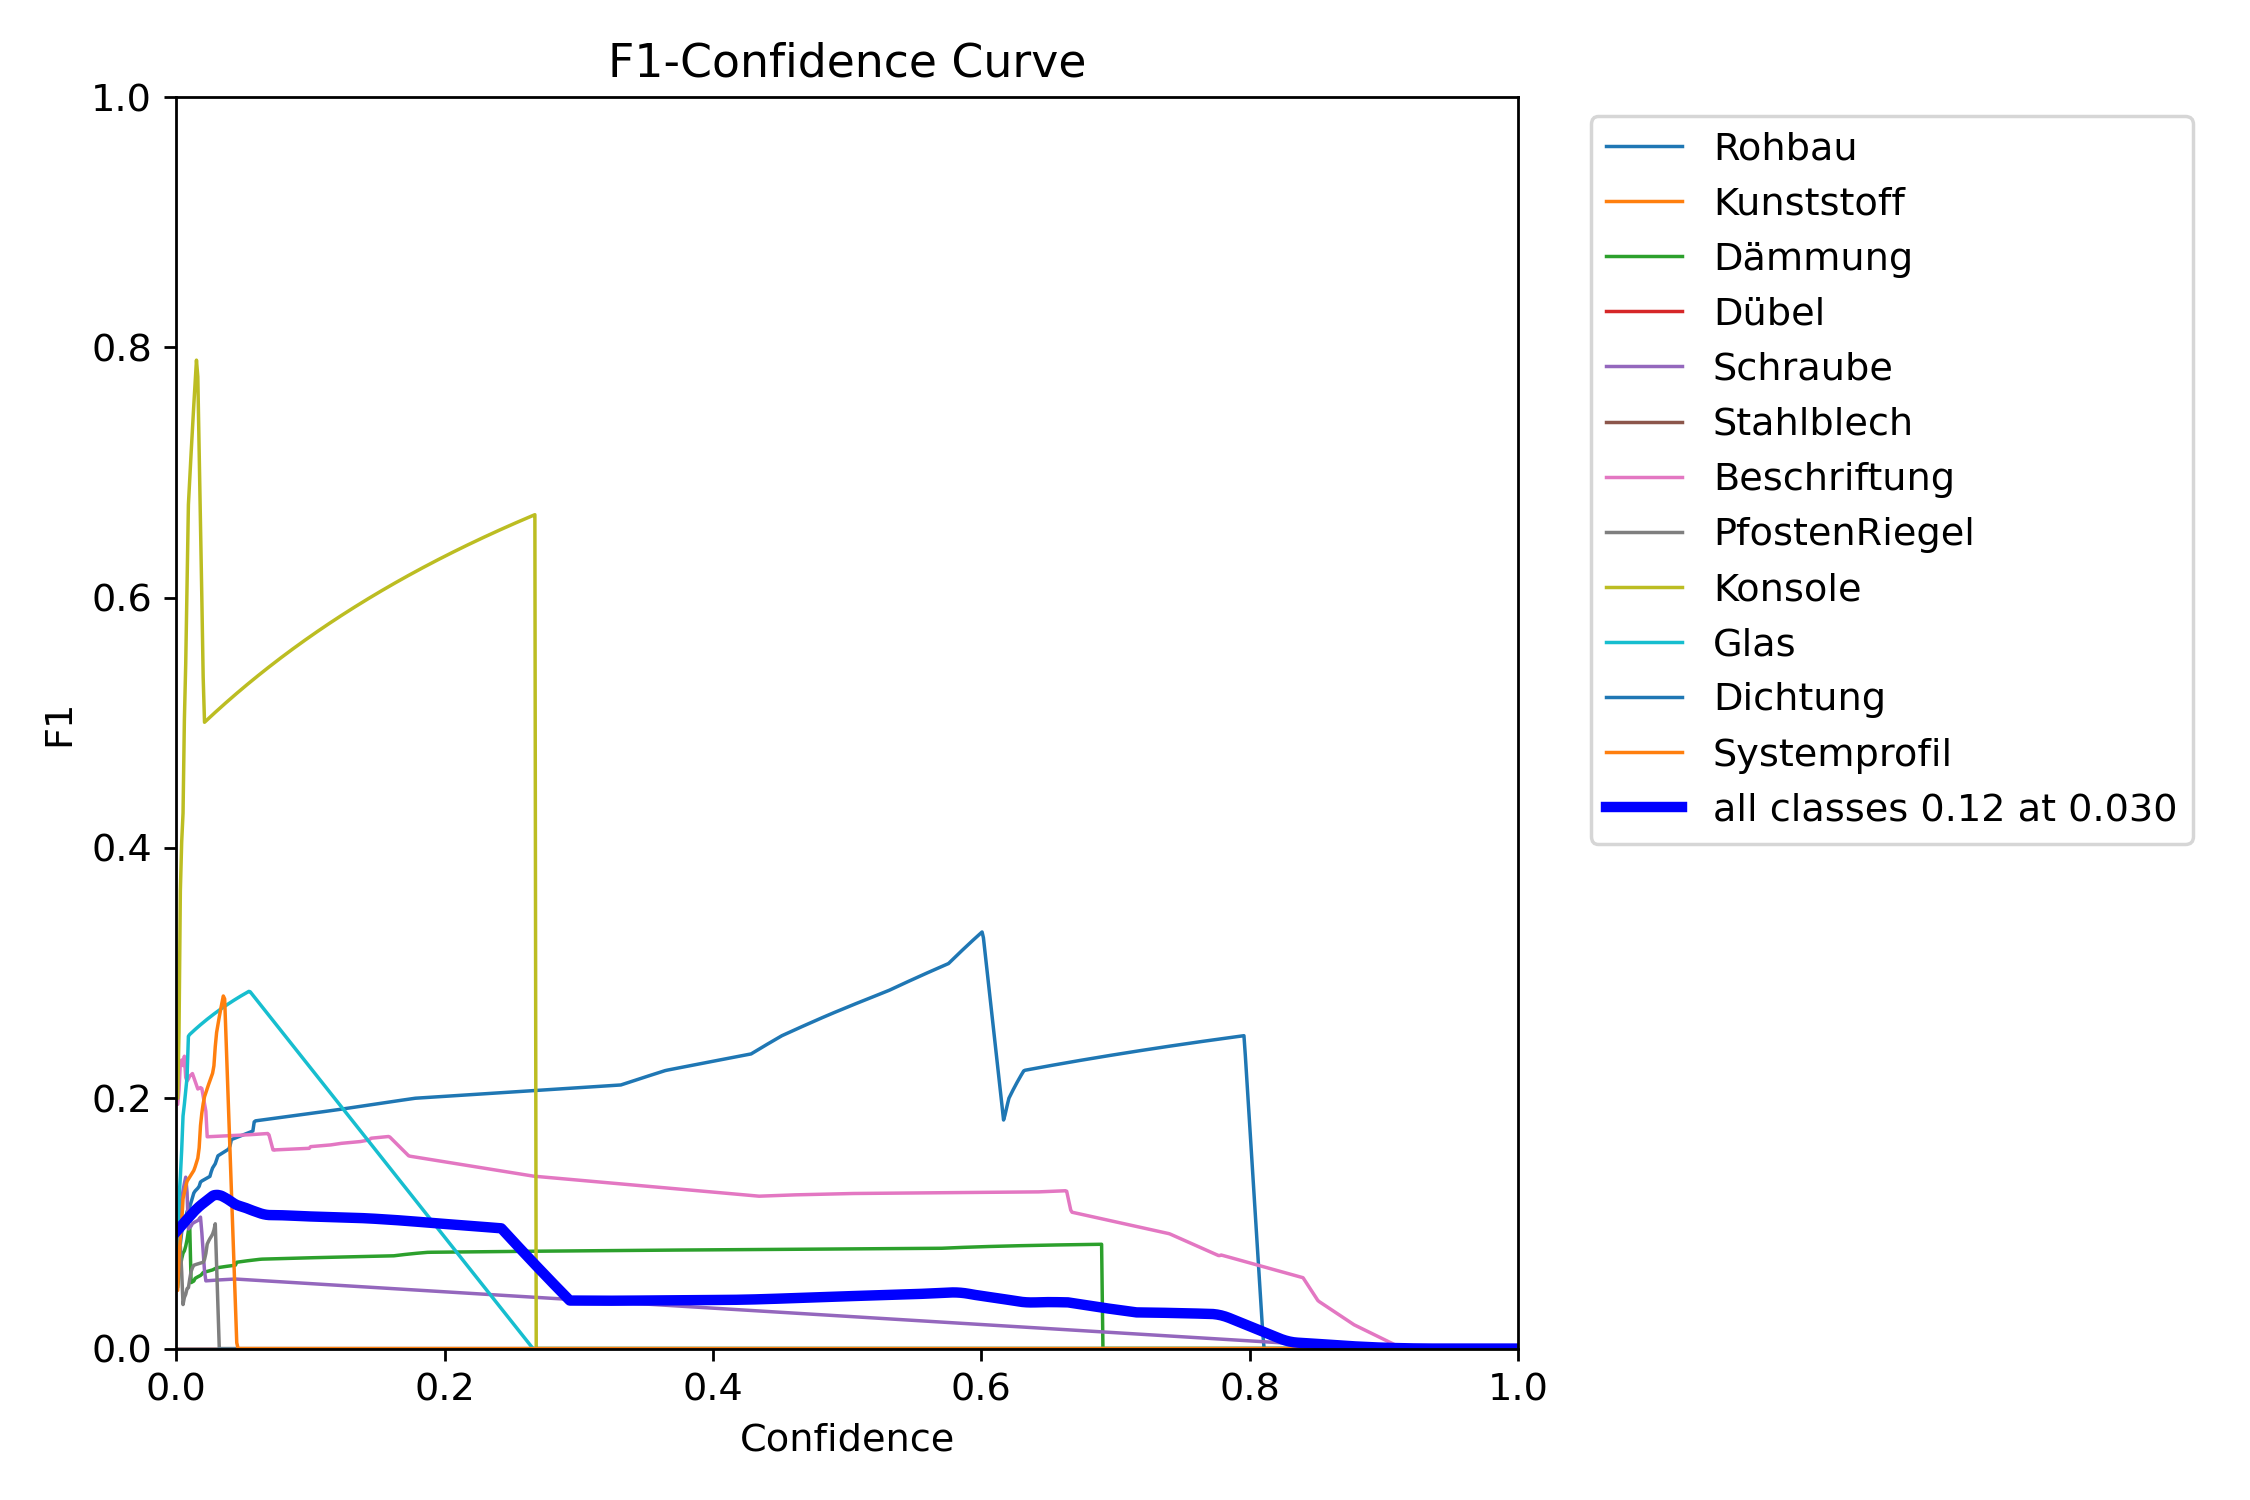 F1-Confidence Curve
1.0
0.8
0.6
0.4
0.2
0.0
F1
0.0 0.2 0.4 0.6 0.8 1.0
Confidence
Rohbau
Kunststoff
Dämmung
Dübel
Schraube
Stahlblech
Beschriftung
PfostenRiegel
Konsole
Glas
Dichtung
Systemprofil
all classes 0.12 at 0.030